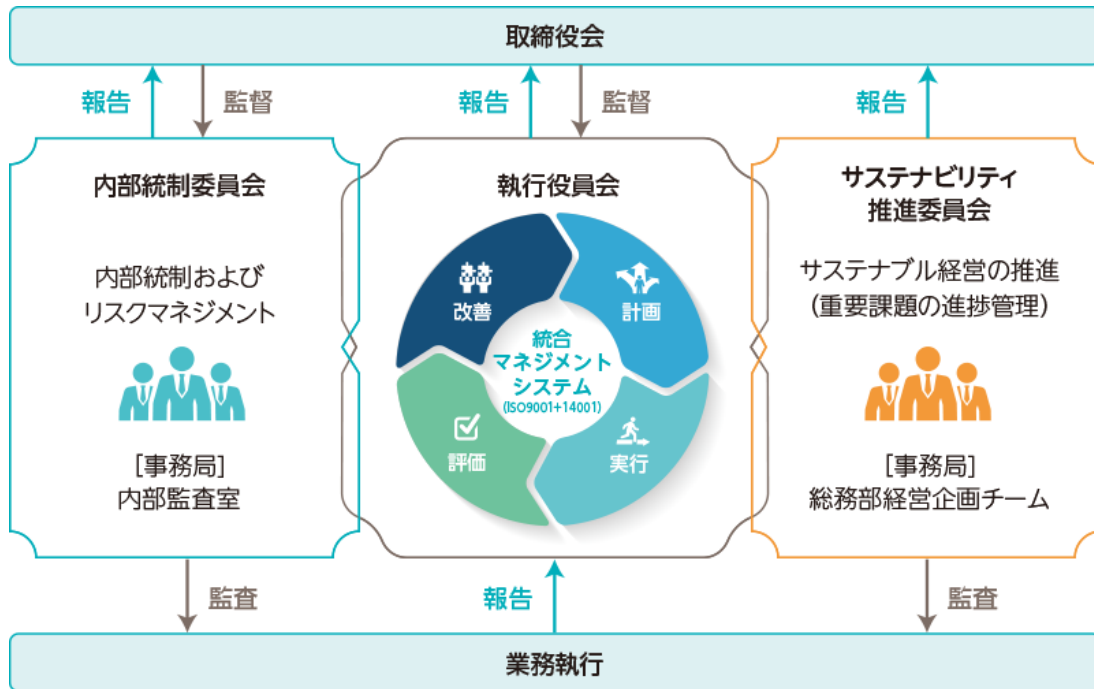 取締役会
報告
監督
報告
監督
報告
内部統制委員会
内部統制および
リスクマネジメント
[事務局]
内部監査室
執行役員会
改善
計画
統合
マネジメント
システム
(ISO9001+14001)
評価
実行
サステナビリティ
推進委員会
サステナブル経営の推進
(重要課題の進捗管理)
[事務局]
総務部経営企画チーム
監査
報告
監査
業務執行